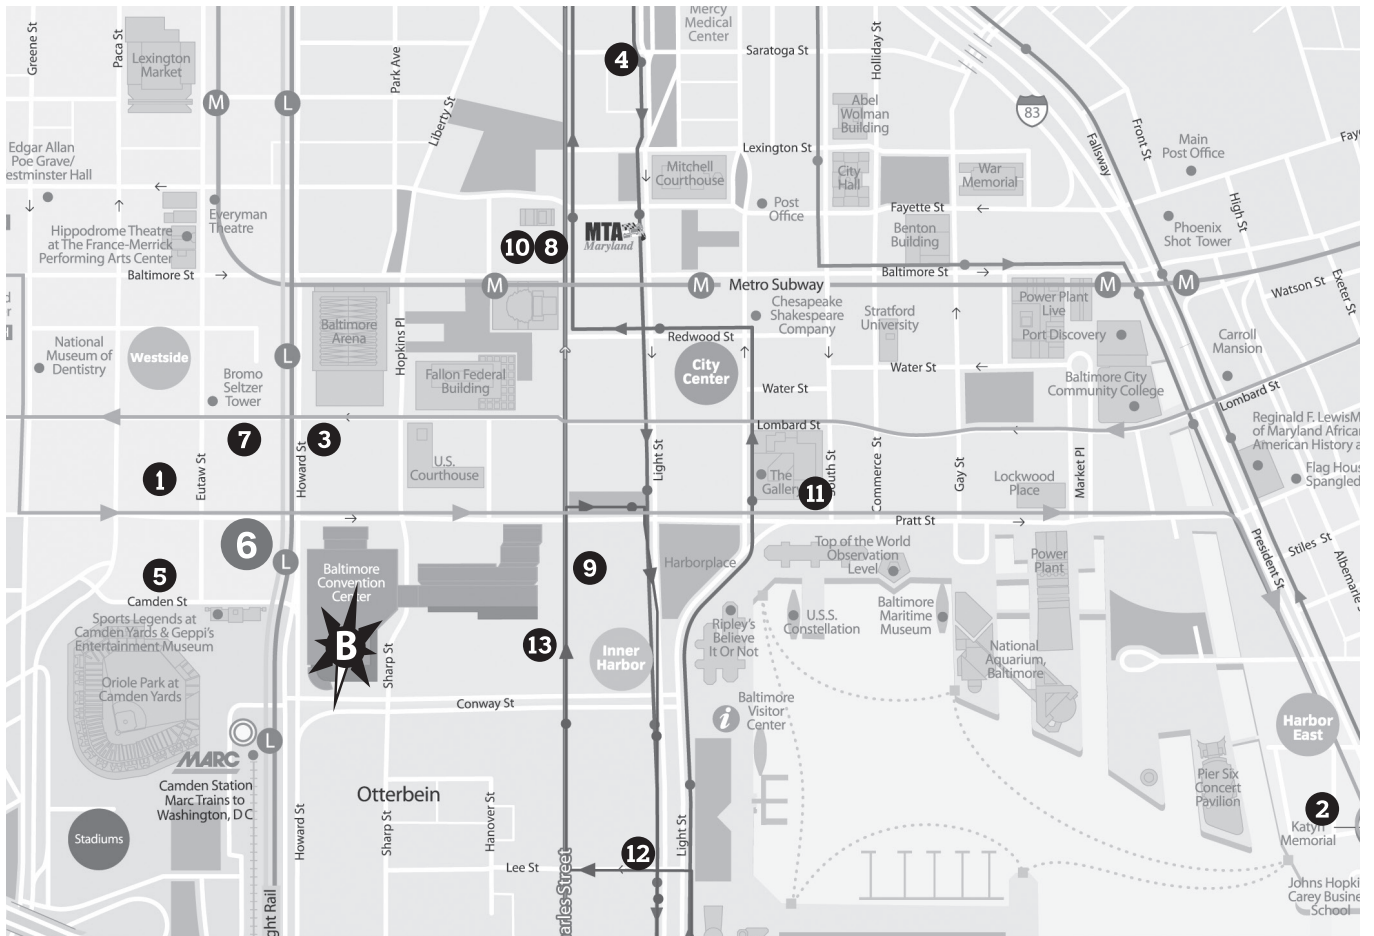 Greene St
Paca St
Lexington
Market
M
L
Park Ave
Liberty St
4
Mercy
Medical
Center
Saratoga St
Holliday St
Abel
Wolman
Building
83
Fallsway
Front St
Main
Post Office
Edgar Allan
Poe Grave/
estminster Hall
Lexington St
Mitchell
Courthouse
City
Hall
War
Memorial
High St
Everyman
Theatre
Hippodrome Theatre
at The France-Merrick
Performing Arts Center
Baltimore St
10
8
MTA
Maryland
Post
Office
Fayette St
Benton
Building
Phoenix
Shot Tower
Baltimore St
M
M
Metro Subway
M
M
Watson St
Exeter St
Baltimore
Arena
Hopkins Pl
Chesapeake
Shakespeare
Company
Stratford
University
Power Plant
Live
Port Discovery
Redwood St
Carroll
Mansion
National
Museum of
Dentistry
Westside
L
Bromo
Seltzer
Tower
Fallon Federal
Building
City
Center
Water St
Water St
Baltimore City
Community College
Lombard St
7
3
Lombard St
Reginald F. LewisM
of Maryland Africa
American History a
1
Eutaw St
Howard St
U.S.
Courthouse
Light St
The
Gallery
11
South St
Commerce St
Gay St
Lockwood
Place
Market Pl
Flag Hous
Spangled
Pratt St
6
L
5
Baltimore
Convention
Center
9
Harborplace
Top of the World
Observation
Level
Power
Plant
President St
Stiles St
Albemarle S
Camden St
Sports Legends at
Camden Yards & Geppi's
Entertainment Museum
B
Sharp St
13
Inner
Harbor
Ripley's
Believe
It Or Not
U.S.S.
Constellation
Baltimore
Maritime
Museum
National
Aquarium,
Baltimore
Oriole Park at
Camden Yards
Conway St
i
Baltimore
Visitor
Center
Harbor
East
L
MARC
Camden Station
Marc Trains to
Washington, D C
Otterbein
Pier Six
Concert
Pavilion
Stadiums
Howard St
Sharp St
Hanover St
Lee St
12
Light St
2
Katyn
Memorial
ght Rail
arles Street
Johns Hopki
Carey Busine
School